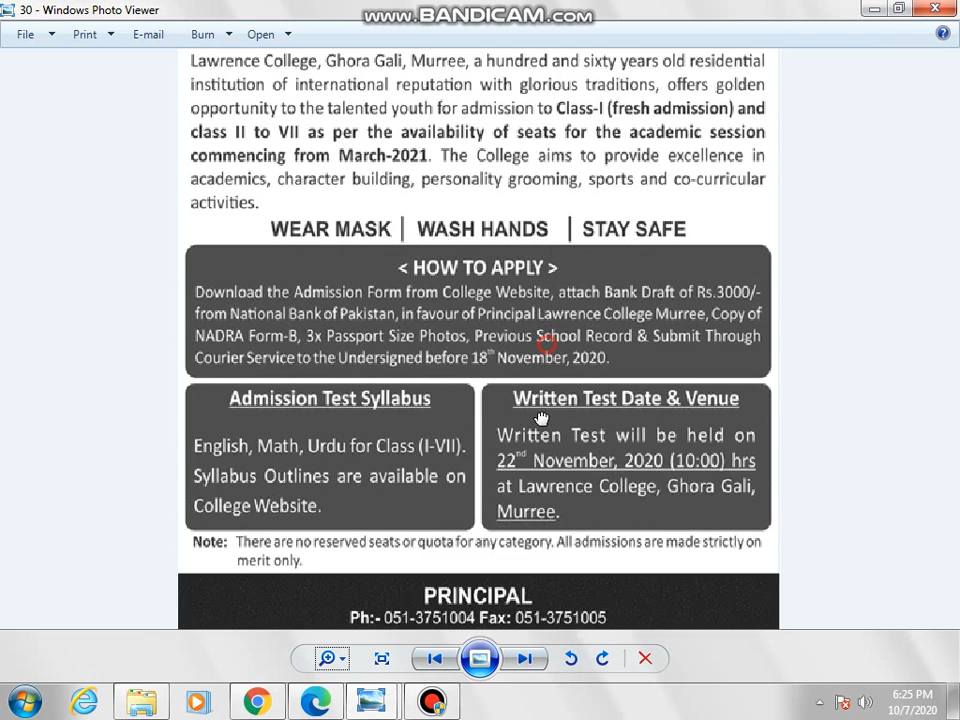 30 - Windows Photo Viewer
www.BANDICAM.com
File Print E-mail Burn Open
Lawrence College, Ghora Gali, Murree, a hundred and sixty years old residential
institution of international reputation with glorious traditions, offers golden
opportunity to the talented youth for admission to Class-I (fresh admission) and
class II to VII as per the availability of seats for the academic session
commencing from March-2021. The College aims to provide excellence in
academics, character building, personality grooming, sports and co-curricular
activities.
WEAR MASK | WASH HANDS | STAY SAFE
< HOW TO APPLY >
Download the Admission Form from College Website, attach Bank Draft of Rs.3000/-
from National Bank of Pakistan, in favour of Principal Lawrence College Murree, Copy of
NADRA Form-B, 3x Passport Size Photos, Previous School Record & Submit Through
Courier Service to the Undersigned before 18th November, 2020.
Admission Test Syllabus
English, Math, Urdu for Class (I-VII).
Syllabus Outlines are available on
College Website.
Written Test Date & Venue
Written Test will be held on
22nd November, 2020 (10:00) hrs
at Lawrence College, Ghora Gali,
Murree.
Note: There are no reserved seats or quota for any category. All admissions are made strictly on
merit only.
PRINCIPAL
Ph:- 051-3751004 Fax: 051-3751005
6:25 PM
10/7/2020